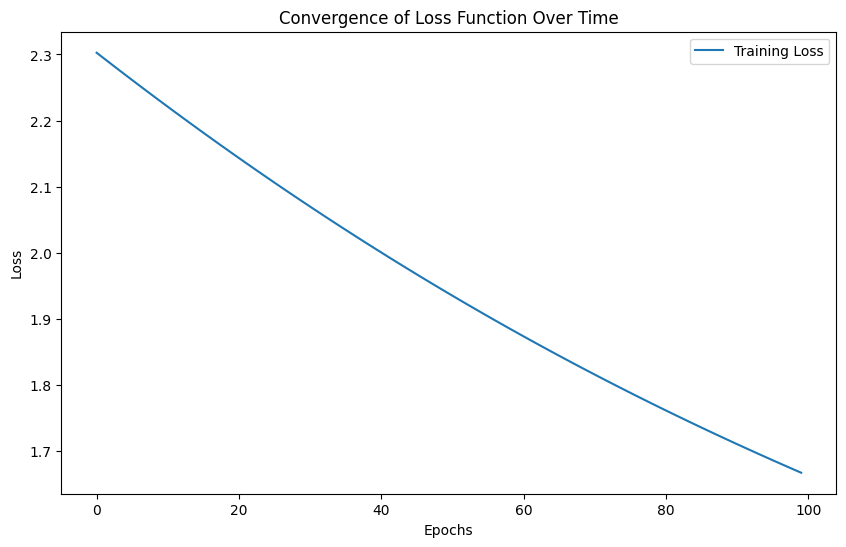 Convergence of Loss Function Over Time
Training Loss
Loss
2.3
2.2
2.1
2.0
1.9
1.8
1.7
0 20 40 60 80 100
Epochs